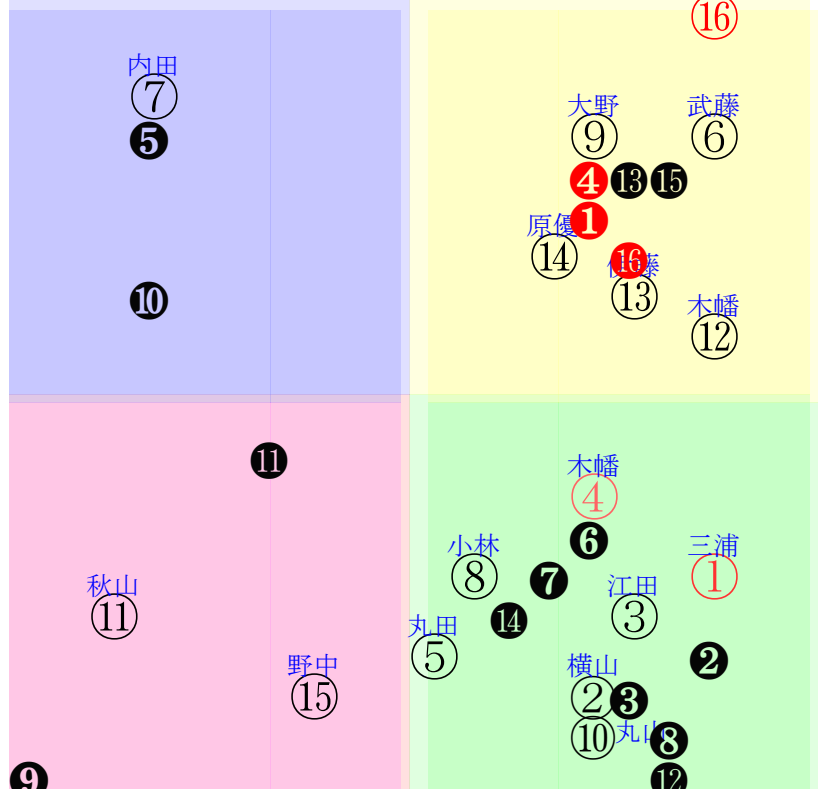 ⑯
内田
⑦
❺
大野
⑨
武藤
⑥
❹ ⓭ ⓯
❶
原優
⑭
⓰
伊藤
⑬
❿
木幡
⑫
⓫
木幡
④
❻
小林
⑧
❼
三浦
①
秋山
⑪
江田
③
⓮
丸田
⑤
❷
野中
⑮
横山
②
❸
⑩
丸山
❽
❾
⓬